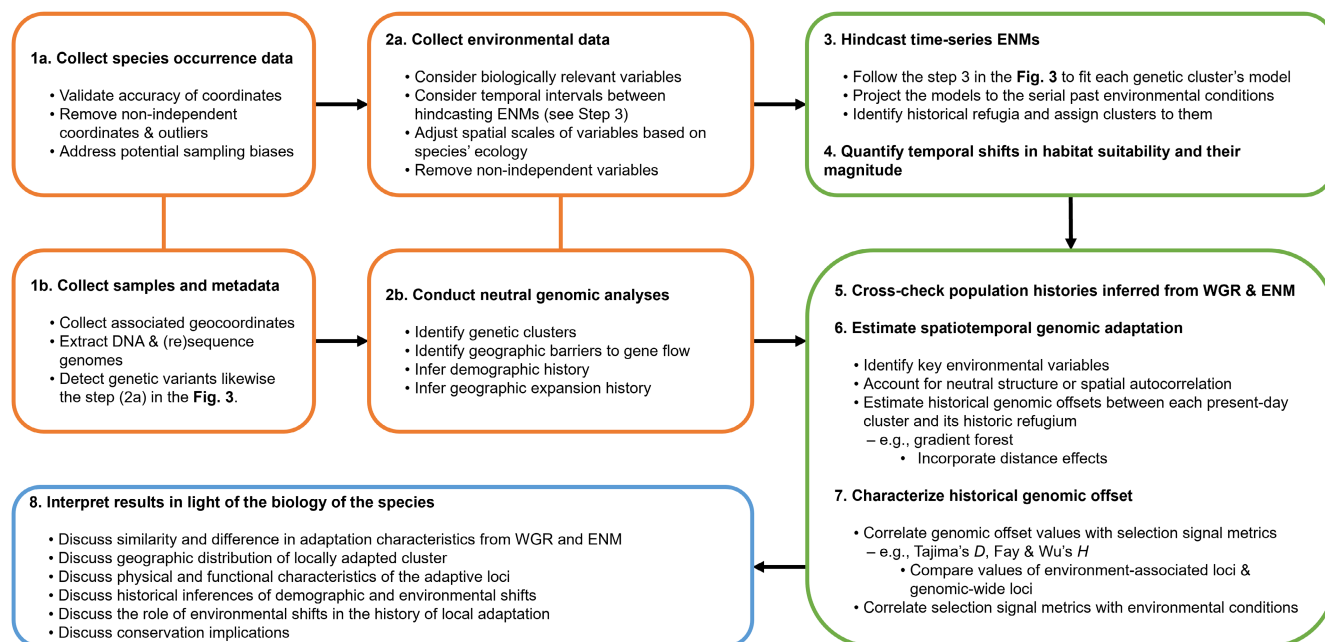 1a. Collect species occurrence data
• Validate accuracy of coordinates
• Remove non-independent
coordinates & outliers
• Address potential sampling biases
2a. Collect environmental data
• Consider biologically relevant variables
• Consider temporal intervals between
hindcasting ENMs (see Step 3)
• Adjust spatial scales of variables based on
species' ecology
• Remove non-independent variables
3. Hindcast time-series ENMs
• Follow the step 3 in the Fig. 3 to fit each genetic cluster's model
• Project the models to the serial past environmental conditions
• Identify historical refugia and assign clusters to them
4. Quantify temporal shifts in habitat suitability and their
magnitude
1b. Collect samples and metadata
• Collect associated geocoordinates
• Extract DNA & (re)sequence
genomes
• Detect genetic variants likewise
the step (2a) in the Fig. 3.
2b. Conduct neutral genomic analyses
• Identify genetic clusters
• Identify geographic barriers to gene flow
• Infer demographic history
• Infer geographic expansion history
5. Cross-check population histories inferred from WGR & ENM
6. Estimate spatiotemporal genomic adaptation
• Identify key environmental variables
• Account for neutral structure or spatial autocorrelation
• Estimate historical genomic offsets between each present-day
cluster and its historic refugium
– e.g., gradient forest
• Incorporate distance effects
7. Characterize historical genomic offset
• Correlate genomic offset values with selection signal metrics
– e.g., Tajima's D, Fay & Wu's H
• Compare values of environment-associated loci &
genomic-wide loci
• Correlate selection signal metrics with environmental conditions
8. Interpret results in light of the biology of the species
• Discuss similarity and difference in adaptation characteristics from WGR and ENM
• Discuss geographic distribution of locally adapted cluster
• Discuss physical and functional characteristics of the adaptive loci
• Discuss historical inferences of demographic and environmental shifts
• Discuss the role of environmental shifts in the history of local adaptation
• Discuss conservation implications